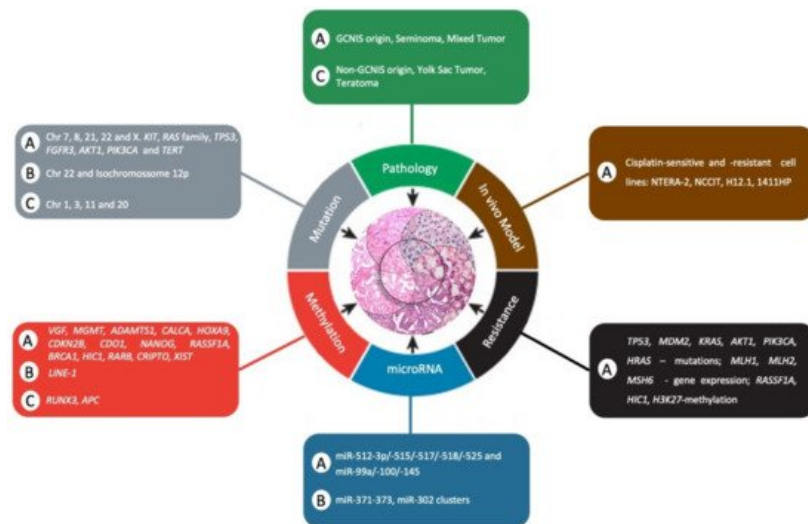 A GCNIS origin, Seminoma, Mixed Tumor
C Non-GCNIS origin, Yolk Sac Tumor,
Teratoma
A Chr 7, 8, 21, 22 and X. KIT, RAS family, TP53,
FGFR3, AKT1, PIK3CA and TERT
B Chr 22 and Isochromossome 12p
C Chr 1, 3, 11 and 20
A Cisplatin-sensitive and -resistant cell
lines: NTERA-2, NCCIT, H12.1, 1411HP
Pathology
Mutation
In vivo Model
Methylation
Resistance
microRNA
A VGF, MGMT, ADAMTS1, CALCA, HOXA9,
CDKN2B, CDO1, NANOG, RASSF1A,
BRCA1, HIC1, RARB, CRIPTO, XIST
B LINE-1
C RUNX3, APC
TP53, MDM2, KRAS, AKT1, PIK3CA,
HRAS – mutations; MLH1, MLH2,
A MSH6 - gene expression; RASSF1A,
HIC1, H3K27-methylation
A miR-512-3p/-515/-517/-518/-525 and
miR-99a/-100/-145
B miR-371-373, miR-302 clusters